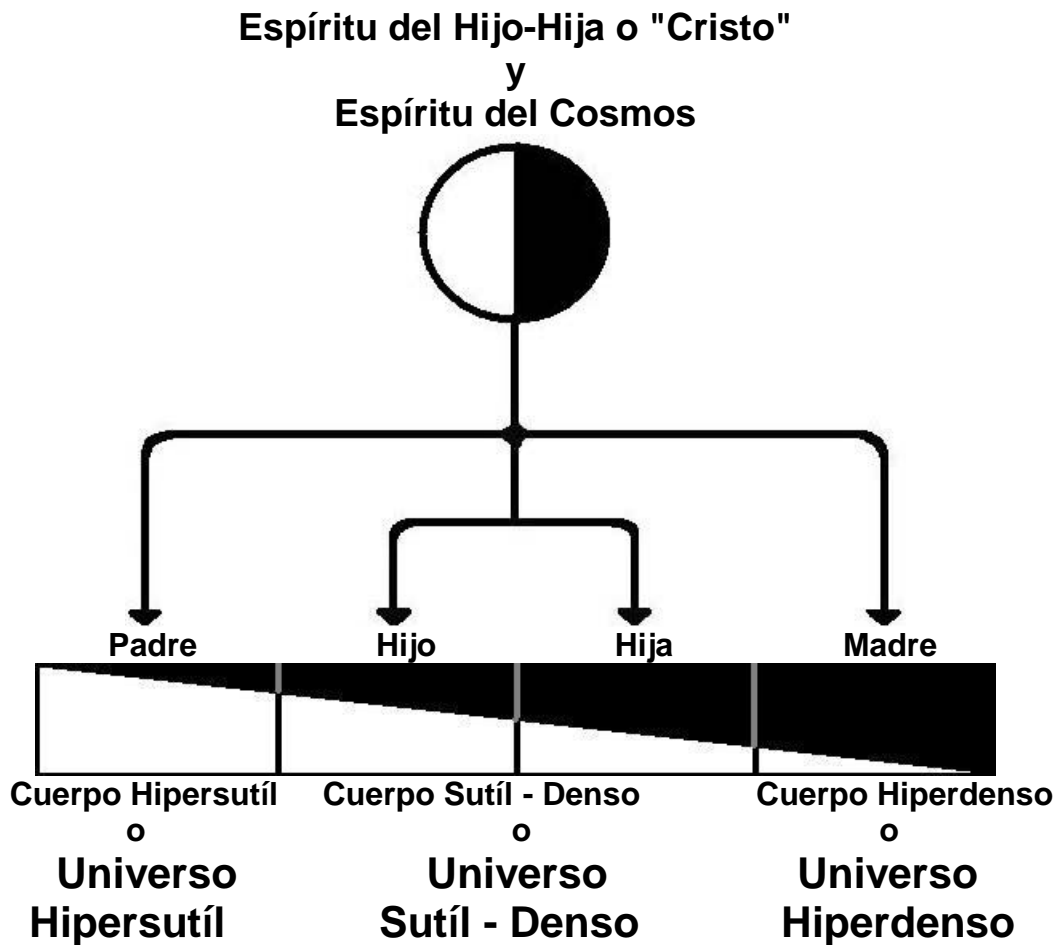 Espíritu del Hijo-Hija o "Cristo"
y
Espíritu del Cosmos
Padre Hijo Hija Madre
Cuerpo Hipersutíl Cuerpo Sutíl - Denso Cuerpo Hiperdenso
o o o
Universo Universo Universo
Hipersutíl Sutíl - Denso Hiperdenso